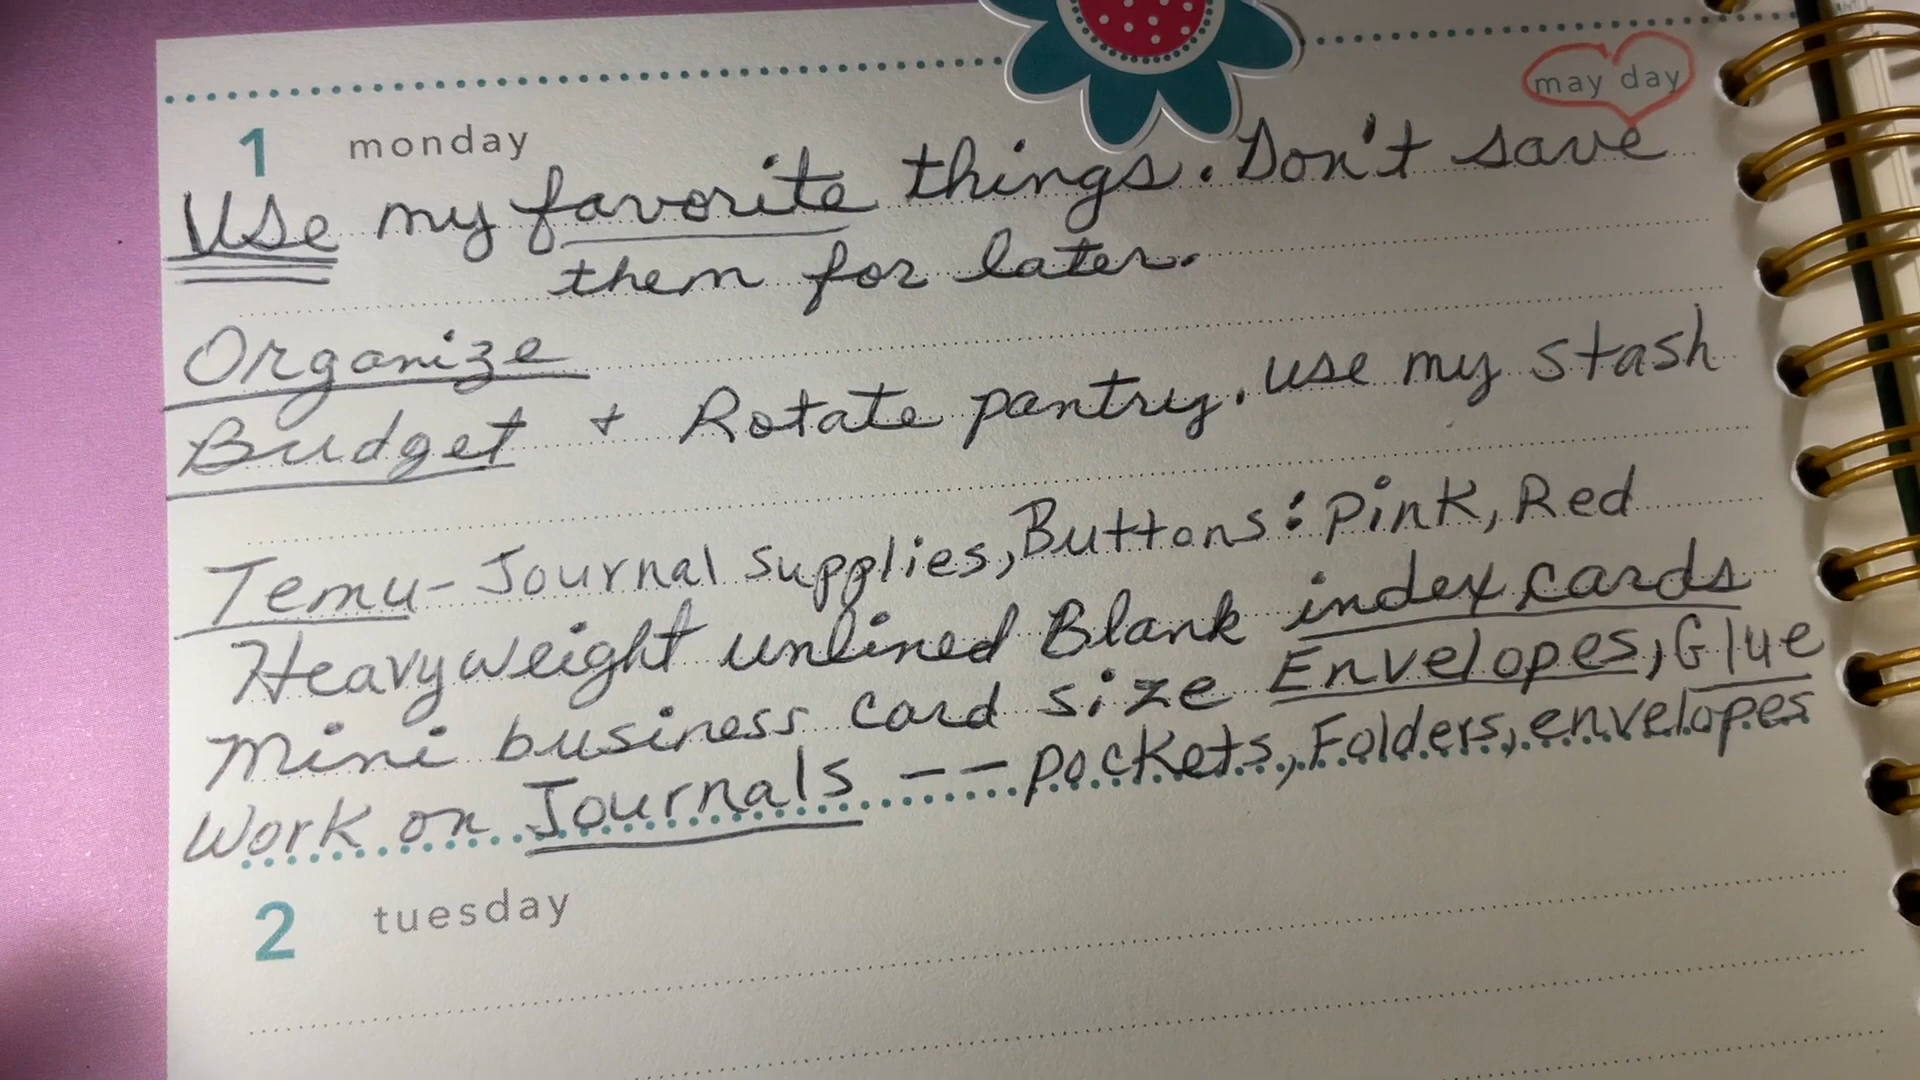 may day
1 monday
Use my favorite things. Don't save
them for later.
Organize
Budget + Rotate pantry. use my stash
Temu - Journal supplies, Buttons: Pink, Red
Heavyweight unlined Blank index cards
Mini business card size Envelopes, Glue
Work on Journals -- pockets, Folders, envelopes
2 tuesday